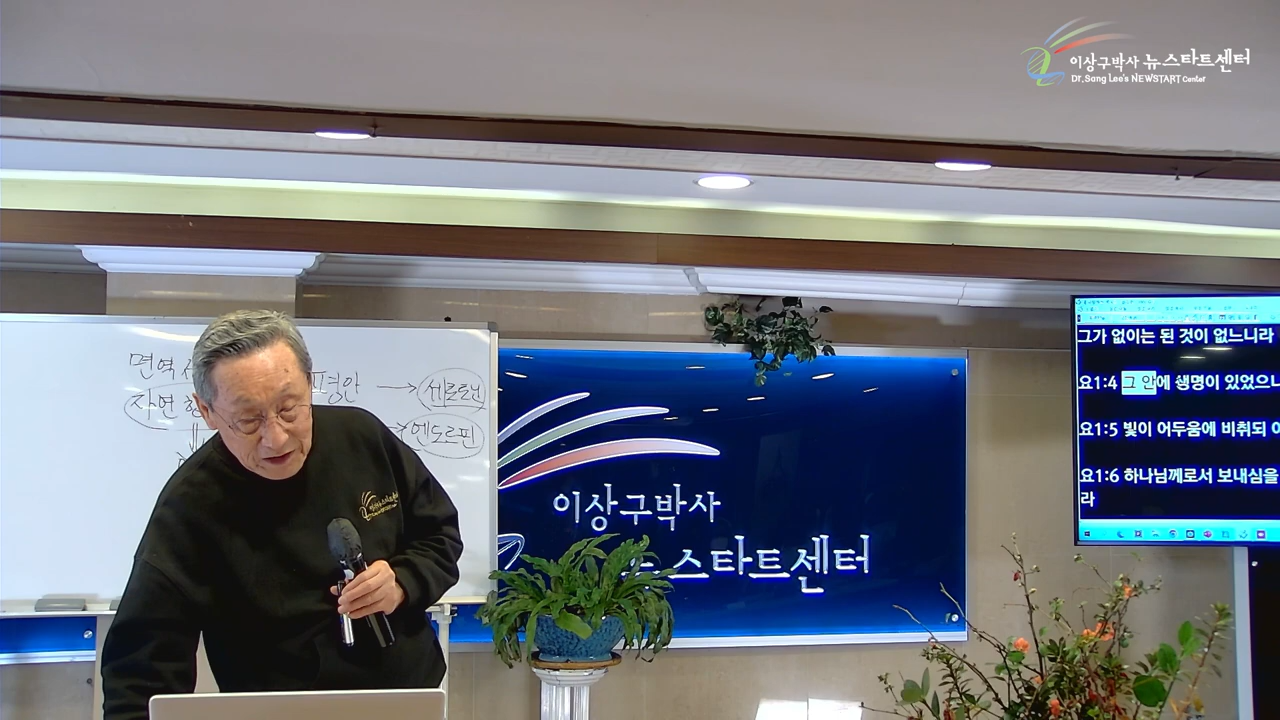 이상구박사 뉴스타트센터
Dr. Sang Lee's NEWSTART Center
면역
자연
평안 → 세로토닌
엔도르핀
이상구박사
뉴스타트센터
그가 없이는 된 것이 없느니라
요1:4 그 안에 생명이 있었으니
요1:5 빛이 어두움에 비취되
요1:6 하나님께로서 보내심을
라